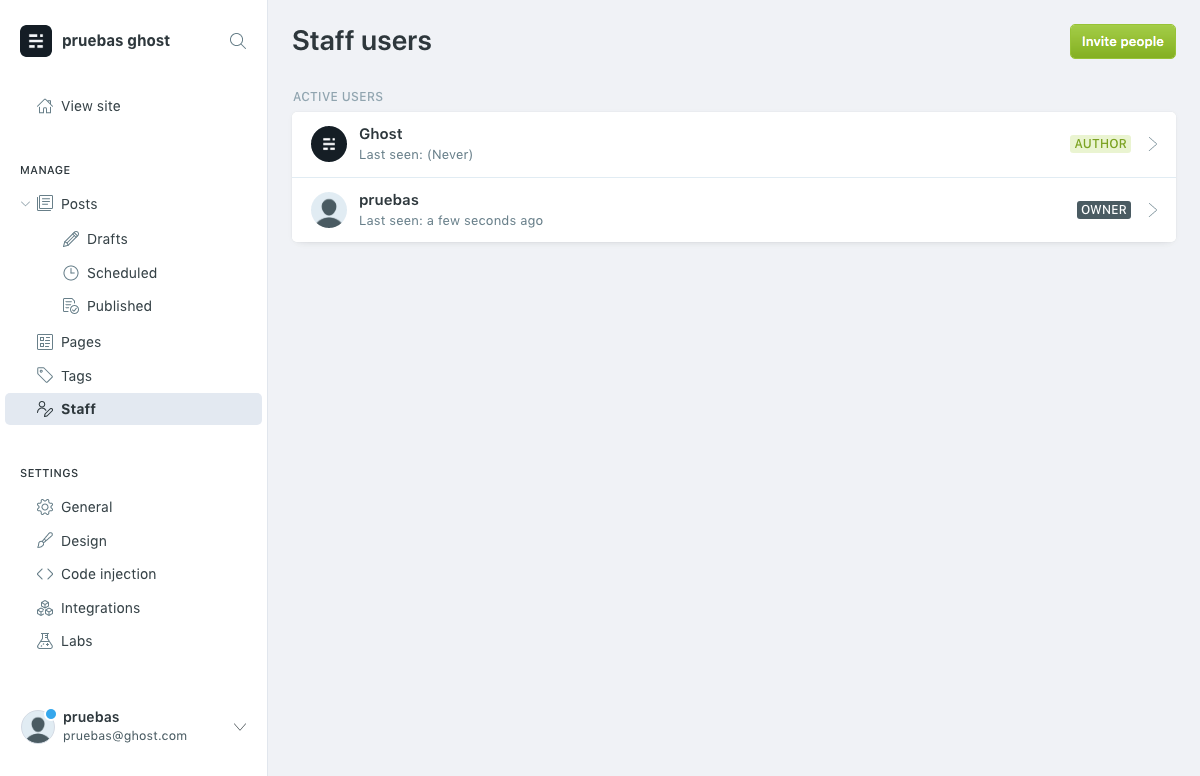 pruebas ghost
View site
MANAGE
Posts
Drafts
Scheduled
Published
Pages
Tags
Staff
SETTINGS
General
Design
Code injection
Integrations
Labs
pruebas
pruebas@ghost.com
Staff users
Invite people
ACTIVE USERS
Ghost
Last seen: (Never)
AUTHOR
pruebas
Last seen: a few seconds ago
OWNER